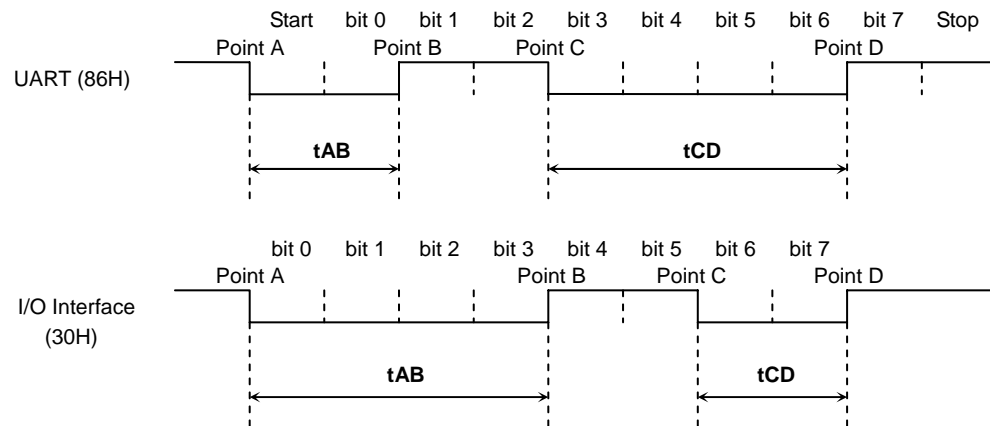 Start bit 0 bit 1 bit 2 bit 3 bit 4 bit 5 bit 6 bit 7 Stop
Point A Point B Point C Point D
UART (86H)
tAB tCD
bit 0 bit 1 bit 2 bit 3 bit 4 bit 5 bit 6 bit 7
Point A Point B Point C Point D
I/O Interface
(30H)
tAB tCD